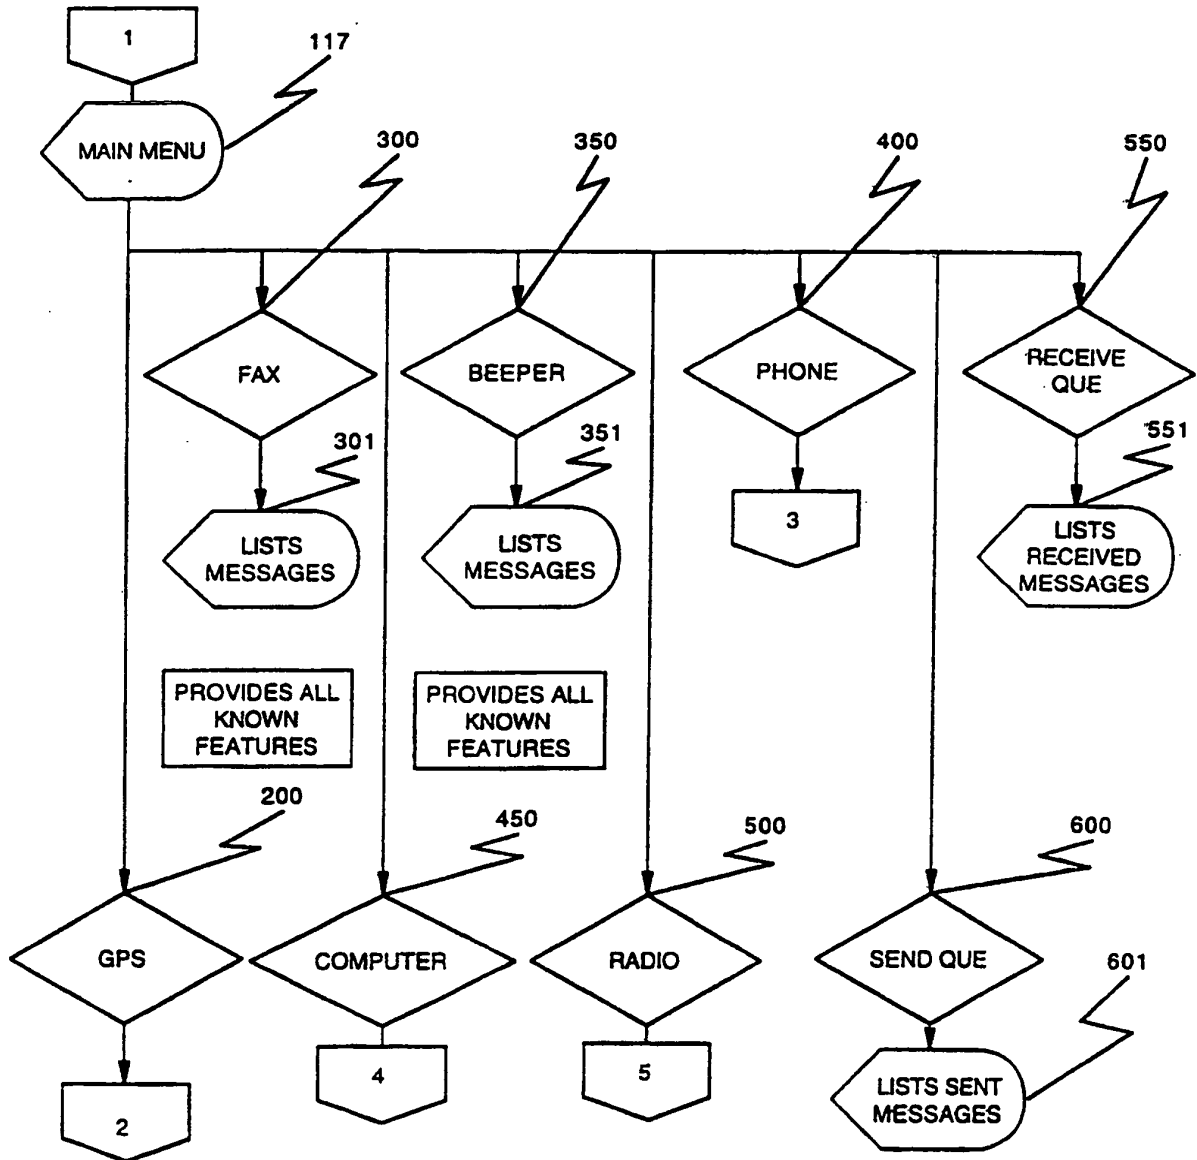 1
117
MAIN MENU
300
350
400
550
FAX
BEEPER
PHONE
RECEIVE
QUE
301
351
551
LISTS
MESSAGES
LISTS
MESSAGES
3
LISTS
RECEIVED
MESSAGES
PROVIDES ALL
KNOWN
FEATURES
PROVIDES ALL
KNOWN
FEATURES
200
450
500
600
GPS
COMPUTER
RADIO
SEND QUE
601
2
4
5
LISTS SENT
MESSAGES